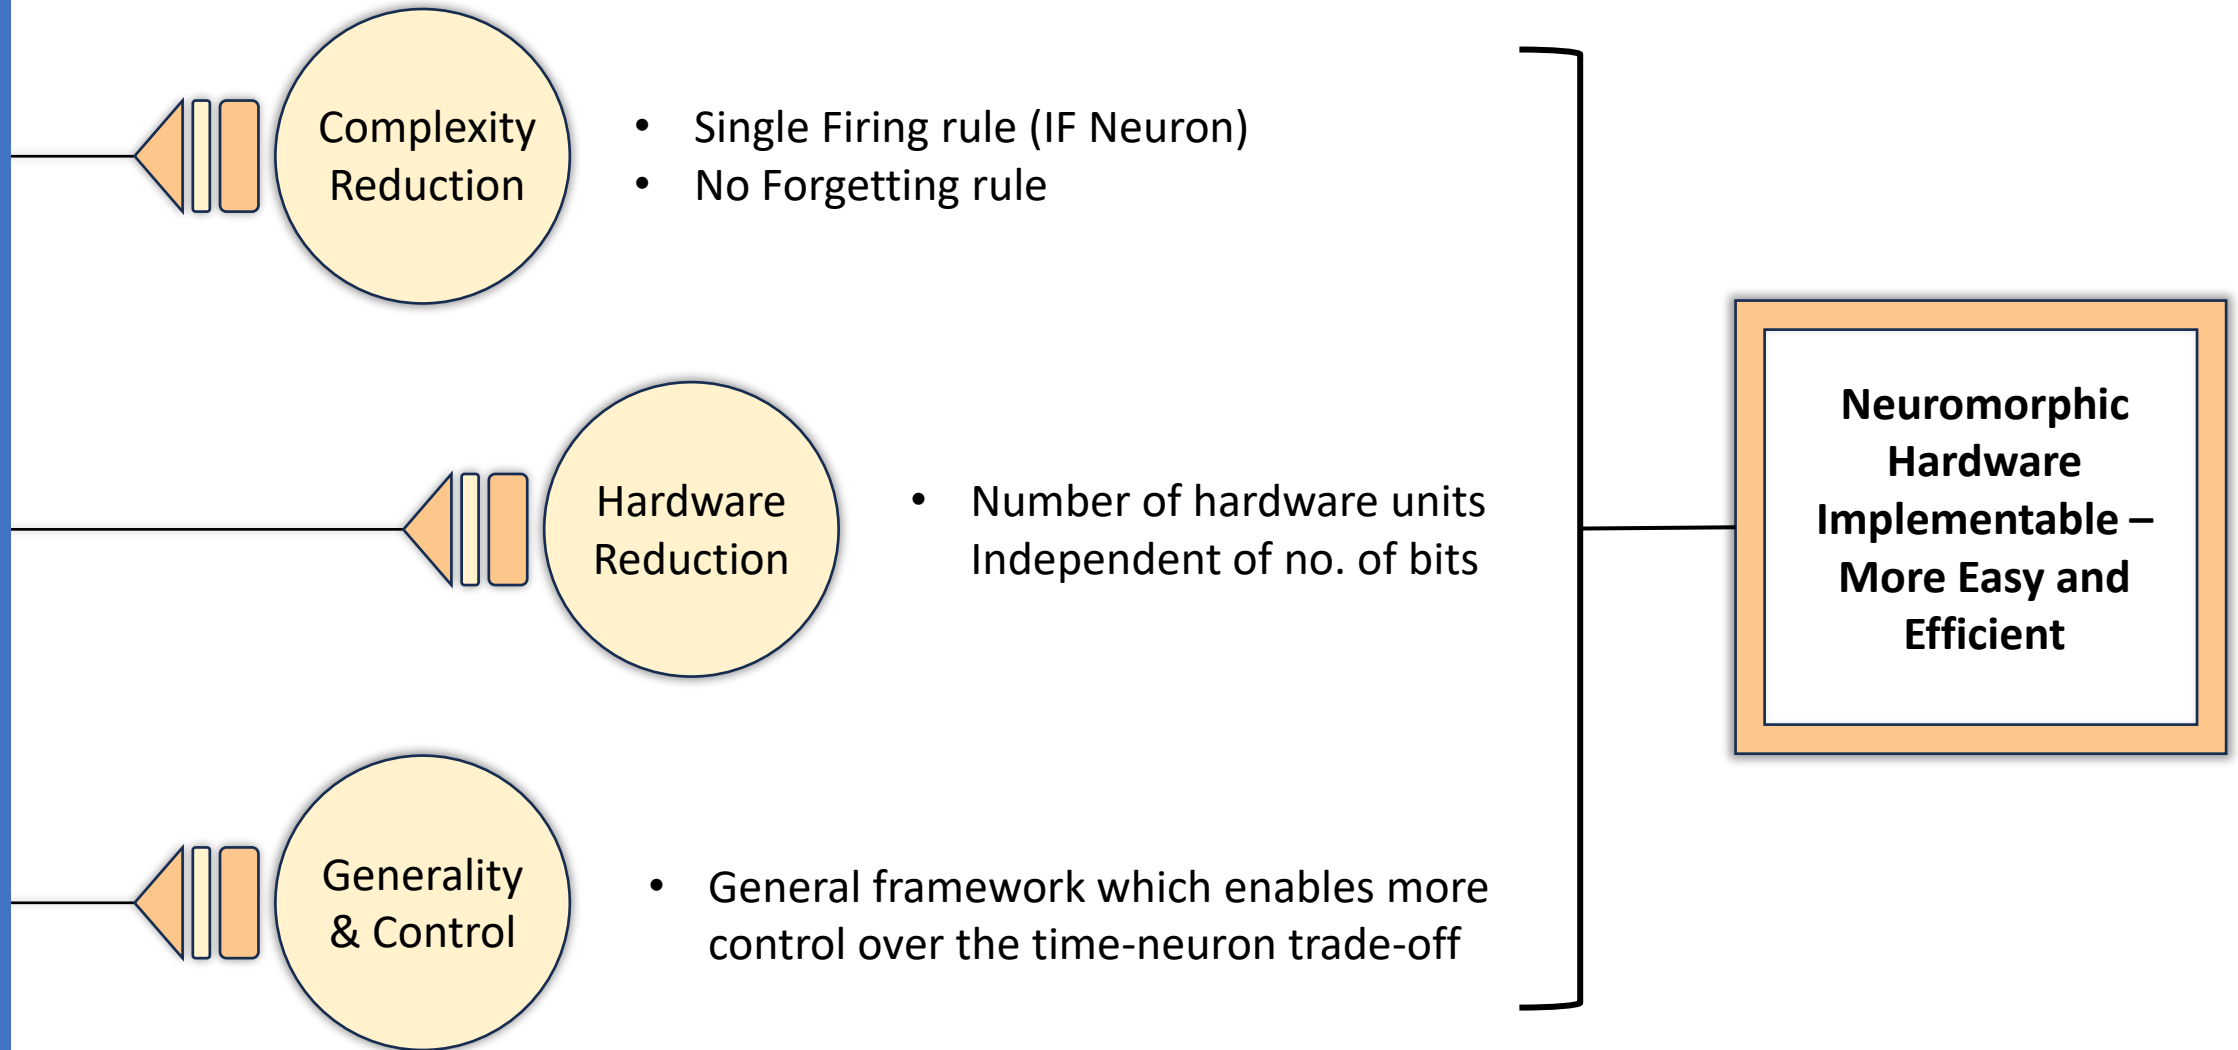 Complexity
Reduction
• Single Firing rule (IF Neuron)
• No Forgetting rule
Hardware
Reduction
• Number of hardware units
Independent of no. of bits
Generality
& Control
• General framework which enables more
control over the time-neuron trade-off
Neuromorphic
Hardware
Implementable –
More Easy and
Efficient